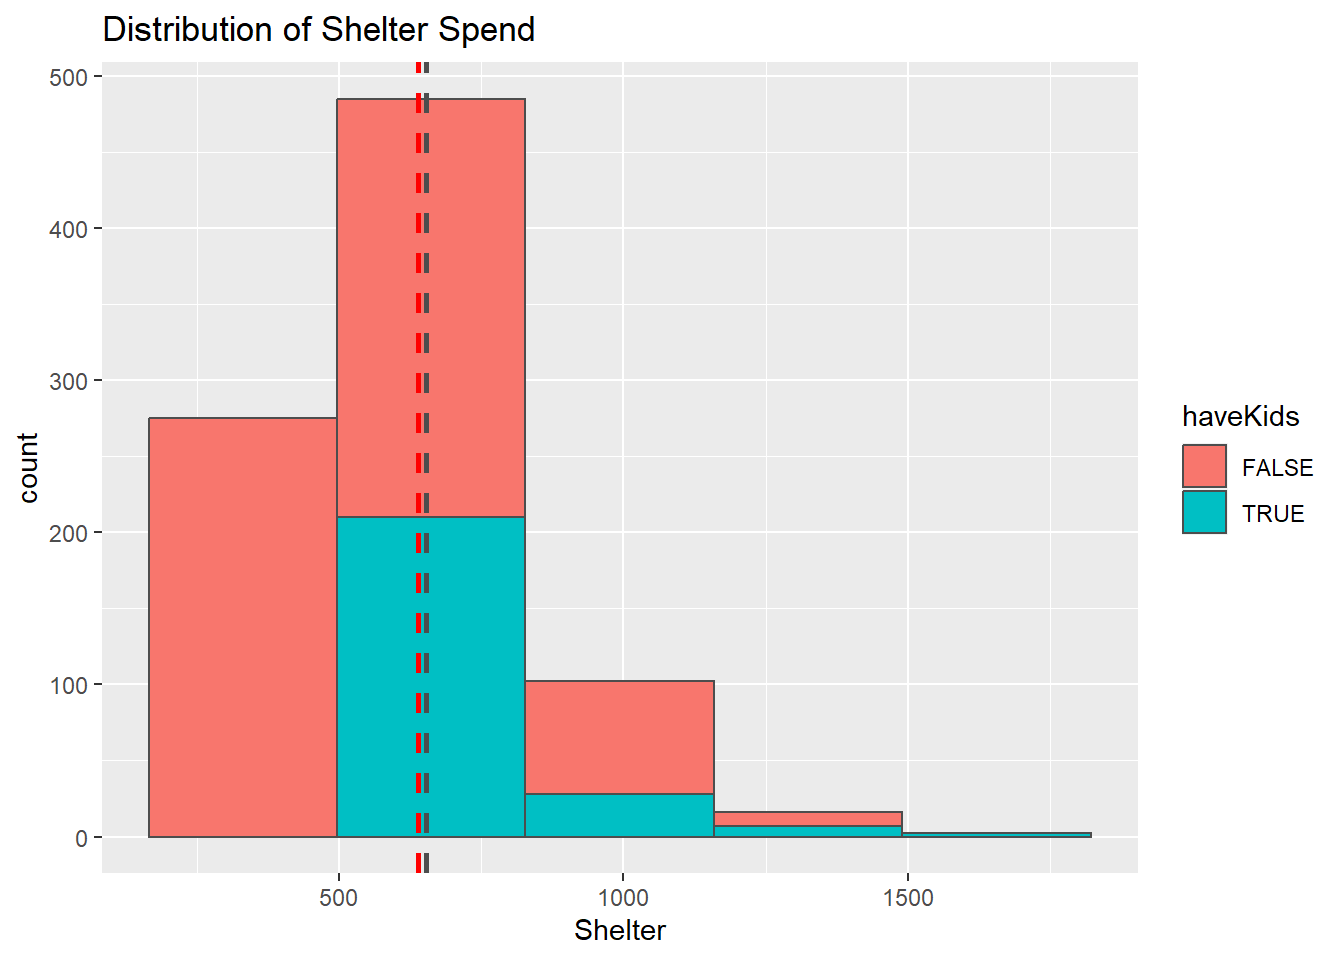 Distribution of Shelter Spend
500
400
300
200
100
0
count
500 1000 1500
Shelter
haveKids
FALSE
TRUE